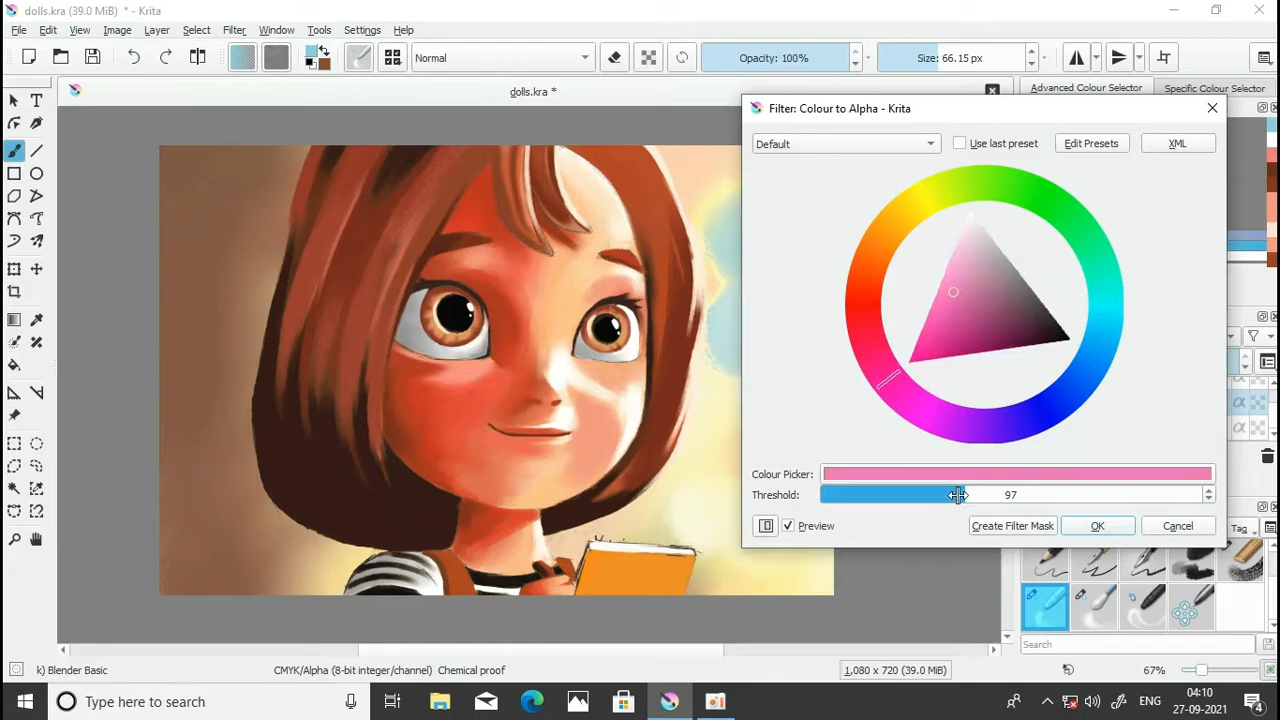 dolls.kra (39.0 MiB) * - Krita
File Edit View Image Layer Select Filter Window Tools Settings Help
Normal Opacity: 100% Size: 66.15 px
dolls.kra *
Advanced Colour Selector Specific Colour Selector
Filter: Colour to Alpha - Krita
Default Use last preset Edit Presets XML
Colour Picker:
Threshold: 97
Preview Create Filter Mask OK Cancel
Tag
Search
k) Blender Basic CMYK/Alpha (8-bit integer/channel) Chemical proof 1,080 x 720 (39.0 MiB) 67%
Type here to search
ENG
04:10
27-09-2021
4